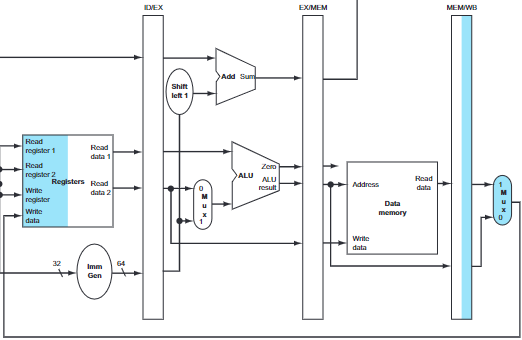 ID/EX
EX/MEM
MEM/WB
Shift
left 1
Add Sum
Read
register 1
Read
register 2
Registers
Write
register
Write
data
Read
data 1
Read
data 2
0
M
u
x
1
ALU
Zero
ALU
result
Address
Read
data
Data
memory
Write
data
1
M
u
x
0
32
Imm
Gen
64